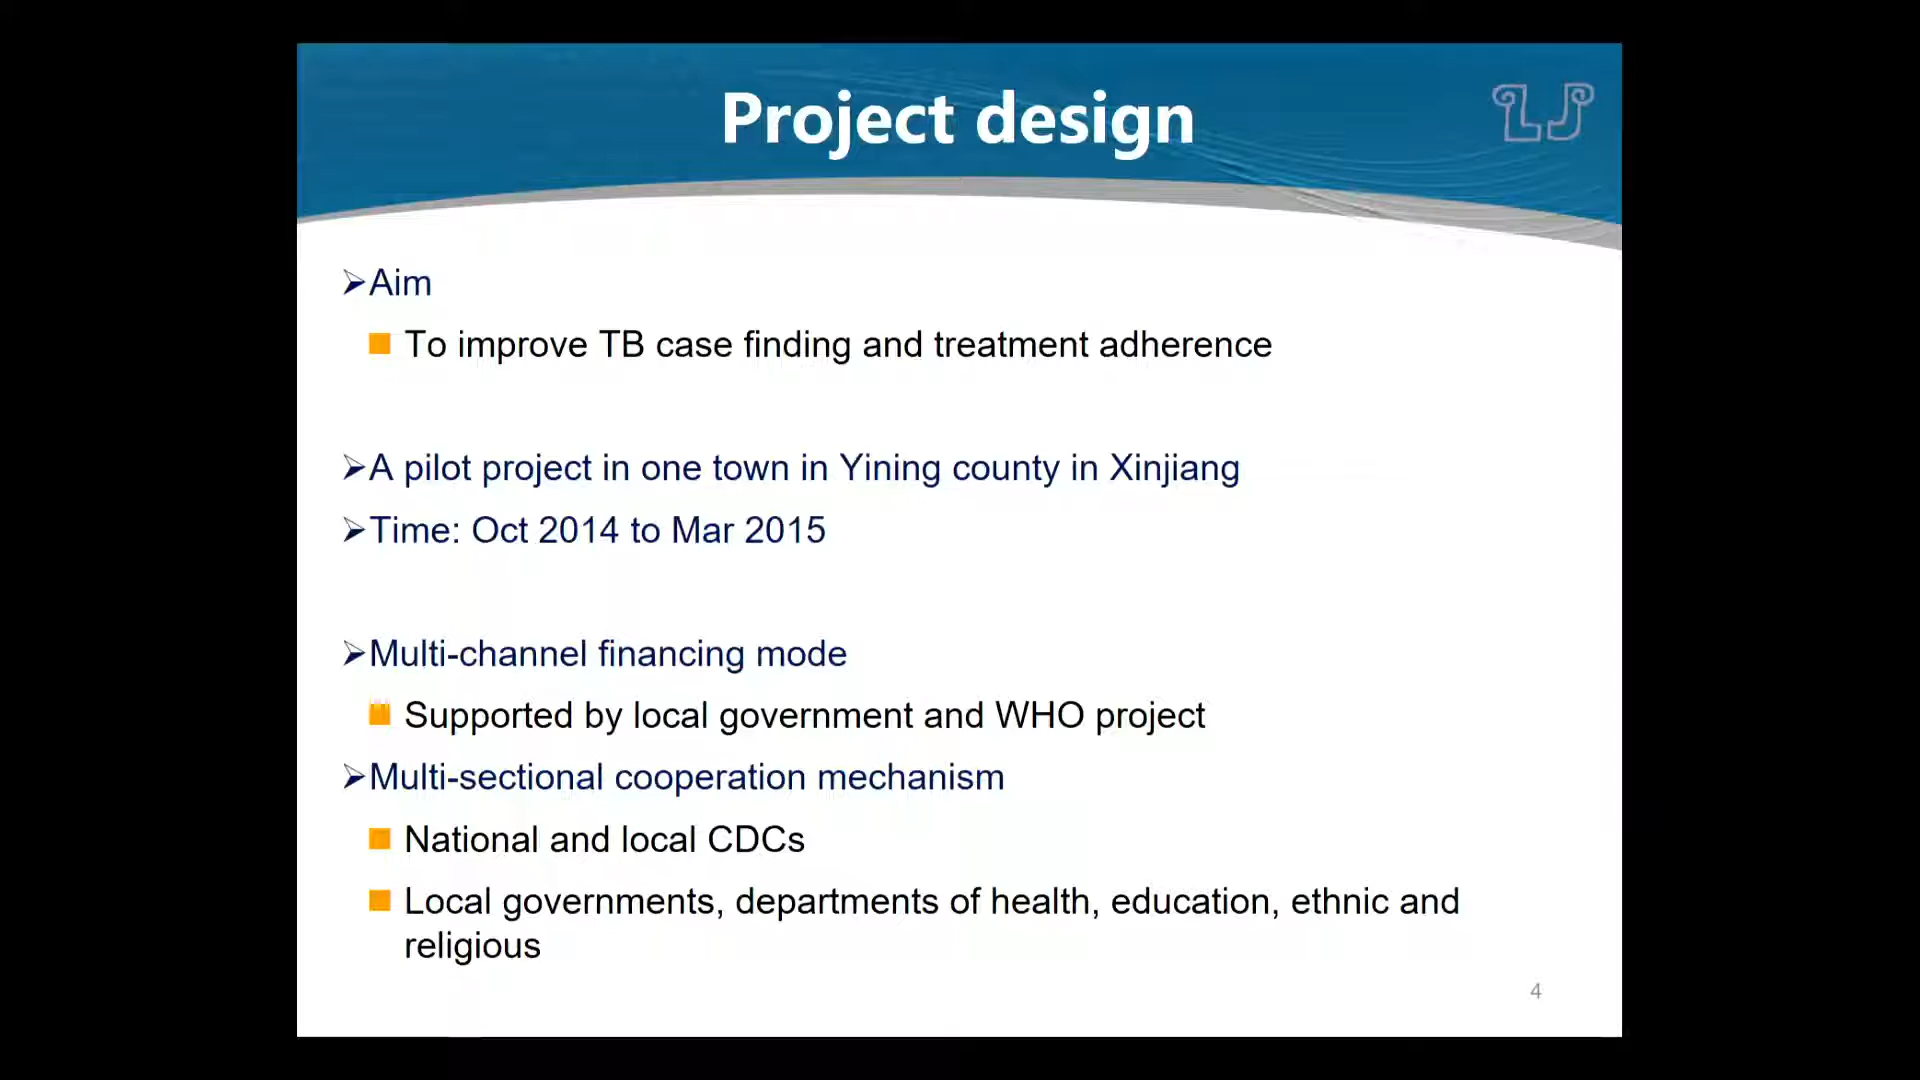 Project design
LJ
➢Aim
■ To improve TB case finding and treatment adherence
➢A pilot project in one town in Yining county in Xinjiang
➢Time: Oct 2014 to Mar 2015
➢Multi-channel financing mode
■ Supported by local government and WHO project
➢Multi-sectional cooperation mechanism
■ National and local CDCs
■ Local governments, departments of health, education, ethnic and
religious
4